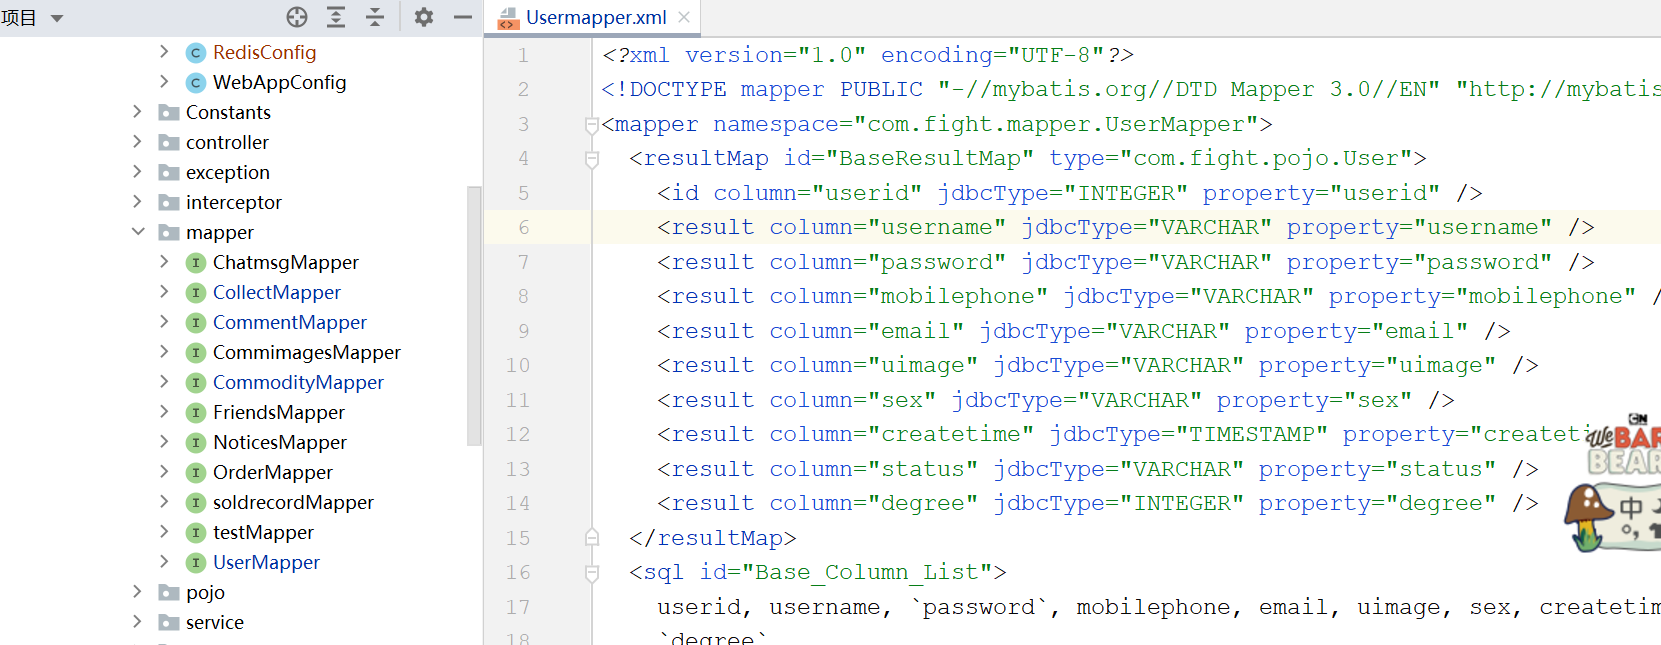 项目
RedisConfig
WebAppConfig
Constants
controller
exception
interceptor
mapper
ChatmsgMapper
CollectMapper
CommentMapper
CommimagesMapper
CommodityMapper
FriendsMapper
NoticesMapper
OrderMapper
soldrecordMapper
testMapper
UserMapper
pojo
service
Usermapper.xml
1 <?xml version="1.0" encoding="UTF-8"?>
2 <!DOCTYPE mapper PUBLIC "-//mybatis.org//DTD Mapper 3.0//EN" "http://mybatis
3 <mapper namespace="com.fight.mapper.UserMapper">
4 <resultMap id="BaseResultMap" type="com.fight.pojo.User">
5 <id column="userid" jdbcType="INTEGER" property="userid" />
6 <result column="username" jdbcType="VARCHAR" property="username" />
7 <result column="password" jdbcType="VARCHAR" property="password" />
8 <result column="mobilephone" jdbcType="VARCHAR" property="mobilephone" /
9 <result column="email" jdbcType="VARCHAR" property="email" />
10 <result column="uimage" jdbcType="VARCHAR" property="uimage" />
11 <result column="sex" jdbcType="VARCHAR" property="sex" />
12 <result column="createtime" jdbcType="TIMESTAMP" property="createti
13 <result column="status" jdbcType="VARCHAR" property="status" />
14 <result column="degree" jdbcType="INTEGER" property="degree" />
15 </resultMap>
16 <sql id="Base_Column_List">
17 userid, username, `password`, mobilephone, email, uimage, sex, createtim
18 `degree`
CN
We BAR
BEAR
中